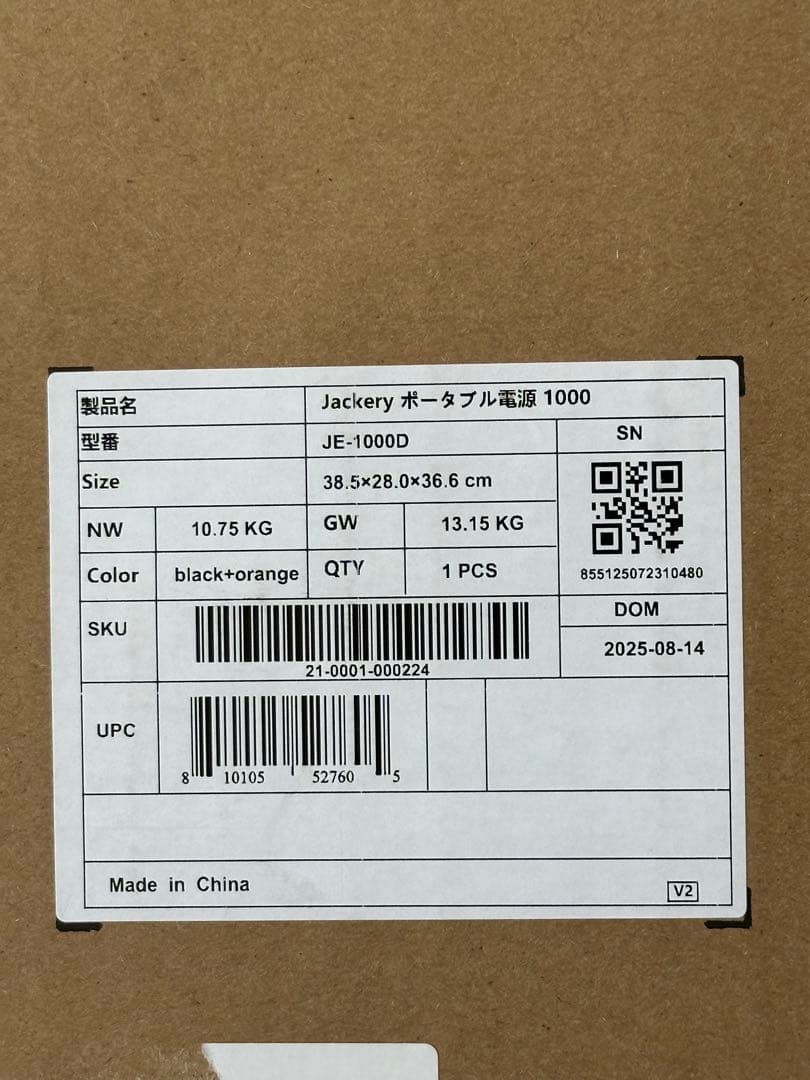 製品名
Jackery ポータブル電源 1000
型番
JE-1000D
SN
Size
38.5×28.0×36.6 cm
NW
10.75 KG
GW
13.15 KG
855125072310480
Color
black+orange
QTY
1 PCS
SKU
21-0001-000224
DOM
2025-08-14
UPC
8 10105 52760 5
Made in China
V2